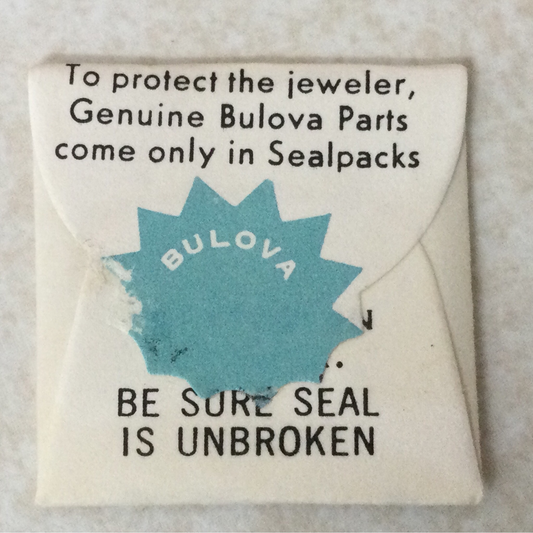 To protect the jeweler,
Genuine Bulova Parts
come only in Sealpacks
BULOVA
BE SURE SEAL
IS UNBROKEN